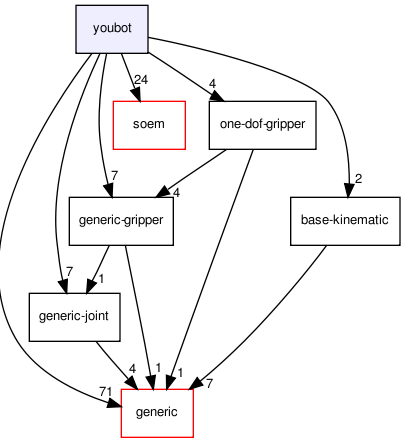 youbot
24
4
soem
one-dof-gripper
7
4
2
generic-gripper
base-kinematic
7
1
generic-joint
4
1
1
7
71
generic